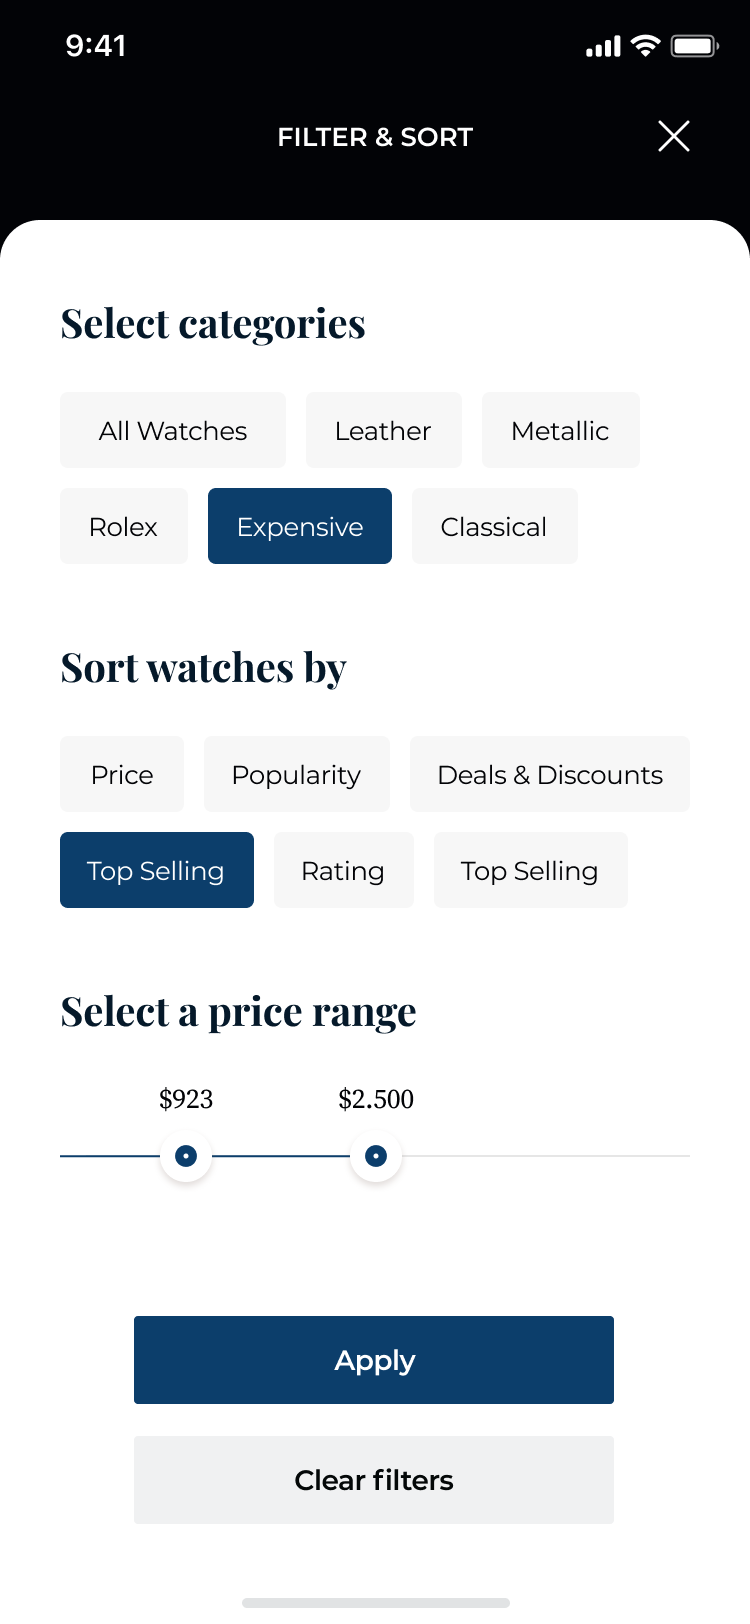 9:41
FILTER & SORT
Select categories
All Watches Leather Metallic
Rolex Expensive Classical
Sort watches by
Price Popularity Deals & Discounts
Top Selling Rating Top Selling
Select a price range
$923 $2.500
Apply
Clear filters